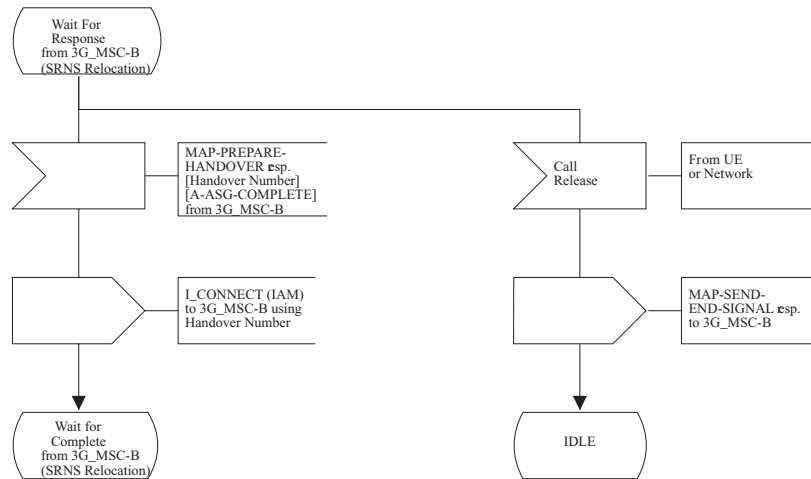 Wait For
Response
from 3G_MSC-B
(SRNS Relocation)
MAP-PREPARE-
HANDOVER resp.
[Handover Number]
[A-ASG-COMPLETE]
from 3G_MSC-B
Call
Release
From UE
or Network
I_CONNECT (IAM)
to 3G_MSC-B using
Handover Number
MAP-SEND-
END-SIGNAL resp.
to 3G_MSC-B
Wait for
Complete
from 3G_MSC-B
(SRNS Relocation)
IDLE